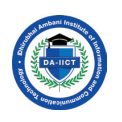 Dhirubhai Ambani Institute of Information and Communication Technology
DA-IICT